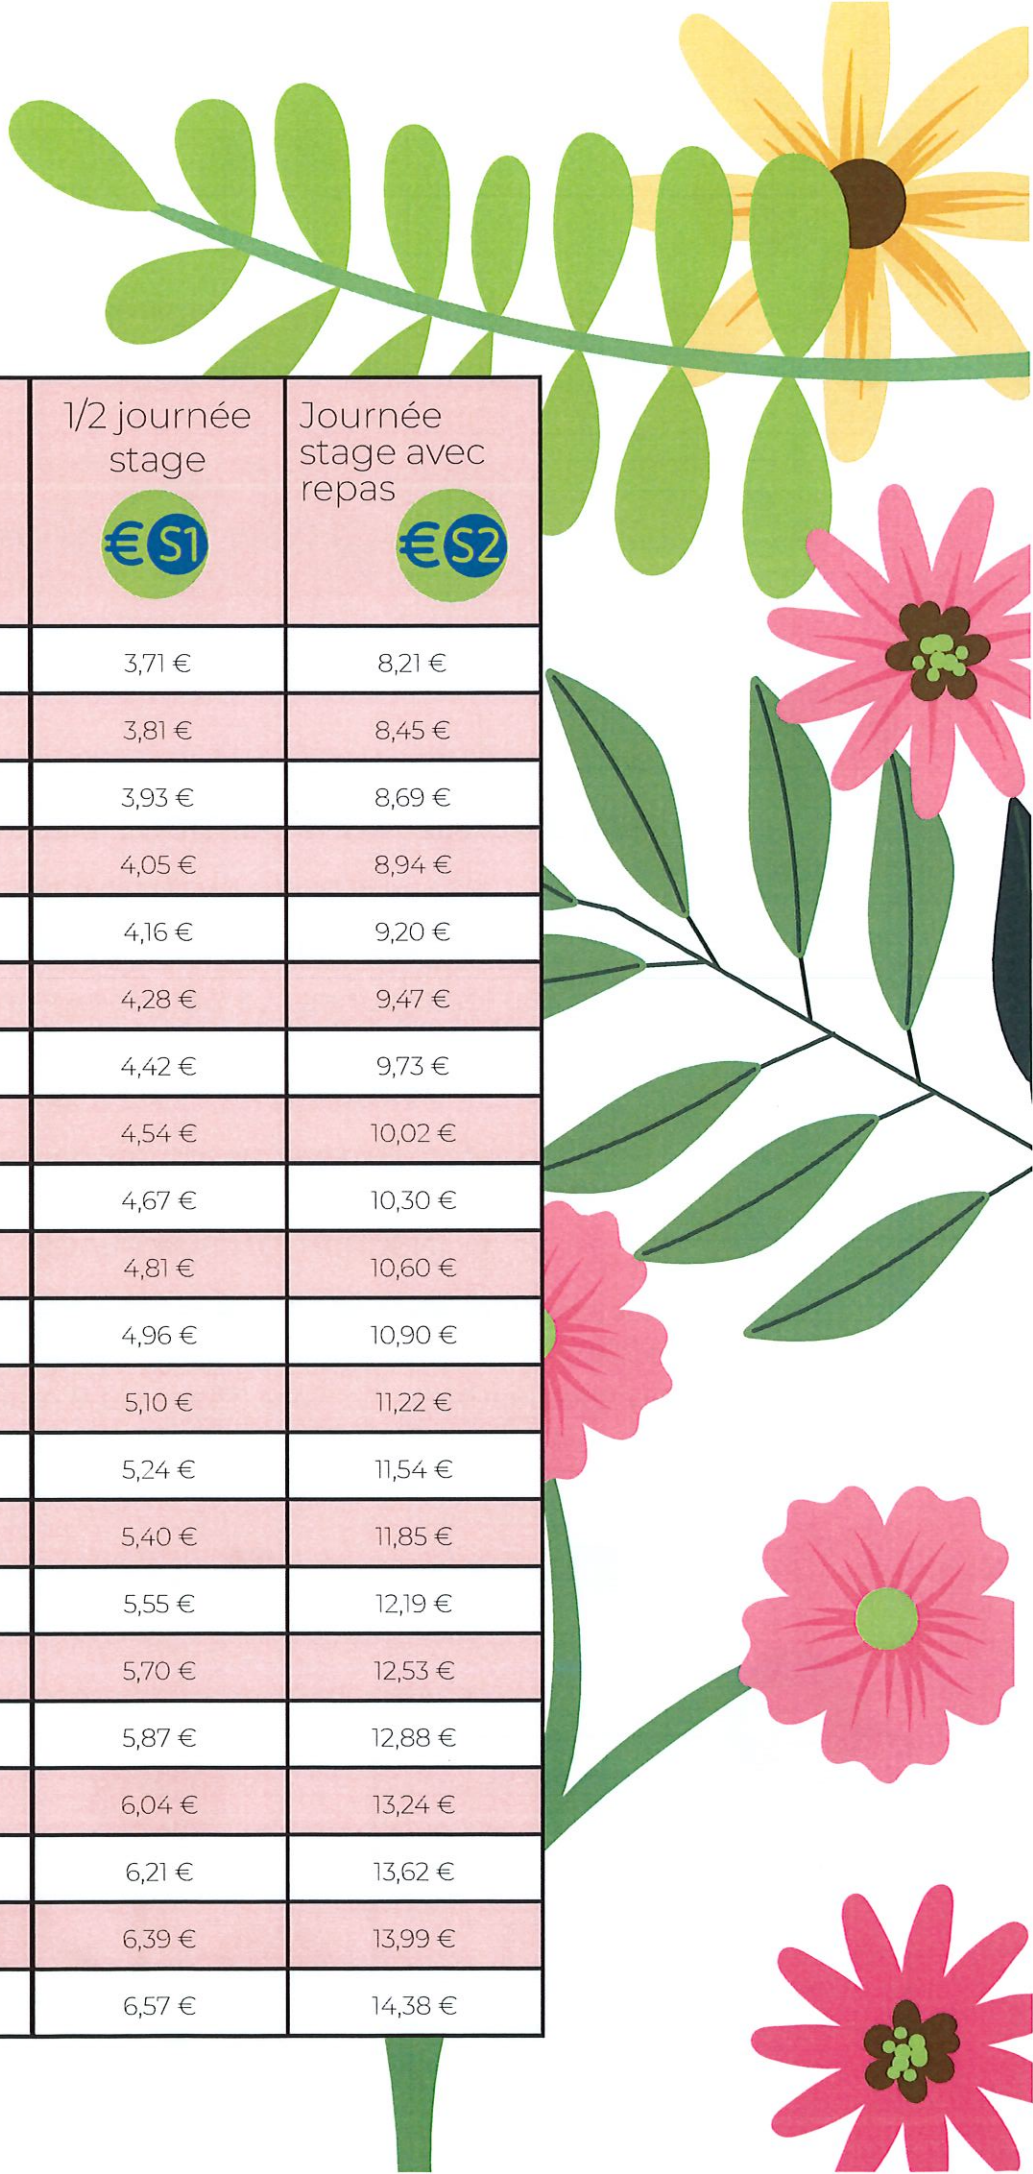 1/2 journée
stage
€ S1
Journée
stage avec
repas
€ S2
3,71 € 8,21 €
3,81 € 8,45 €
3,93 € 8,69 €
4,05 € 8,94 €
4,16 € 9,20 €
4,28 € 9,47 €
4,42 € 9,73 €
4,54 € 10,02 €
4,67 € 10,30 €
4,81 € 10,60 €
4,96 € 10,90 €
5,10 € 11,22 €
5,24 € 11,54 €
5,40 € 11,85 €
5,55 € 12,19 €
5,70 € 12,53 €
5,87 € 12,88 €
6,04 € 13,24 €
6,21 € 13,62 €
6,39 € 13,99 €
6,57 € 14,38 €